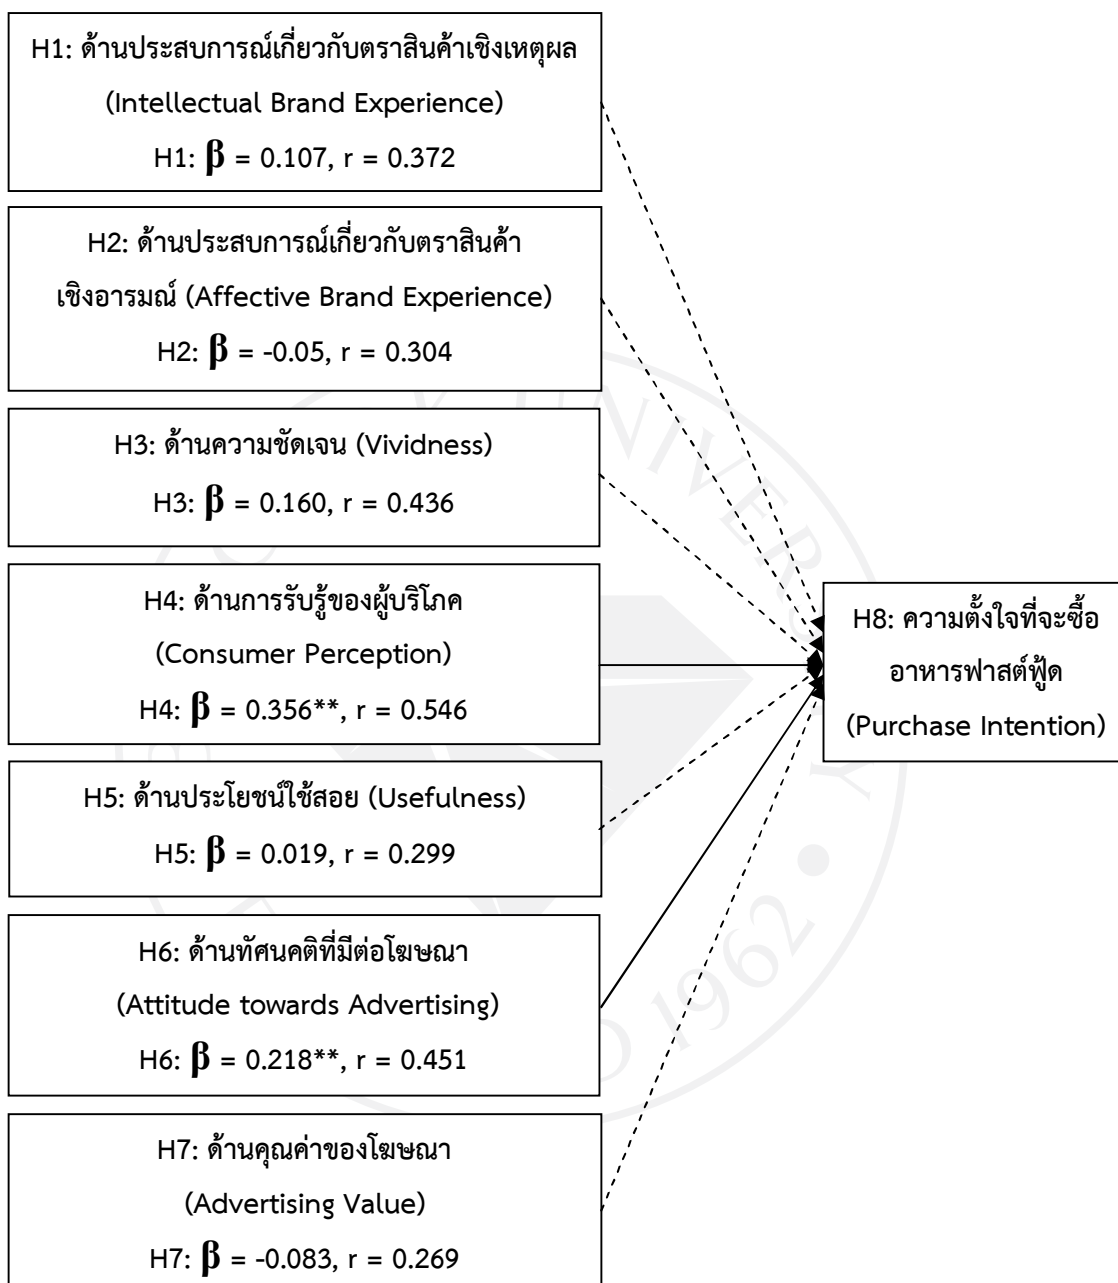 H1: ด้านประสบการณ์เกี่ยวกับตราสินค้าเชิงเหตุผล
(Intellectual Brand Experience)
H1: β = 0.107, r = 0.372
H2: ด้านประสบการณ์เกี่ยวกับตราสินค้า
เชิงอารมณ์ (Affective Brand Experience)
H2: β = -0.05, r = 0.304
H3: ด้านความชัดเจน (Vividness)
H3: β = 0.160, r = 0.436
H4: ด้านการรับรู้ของผู้บริโภค
(Consumer Perception)
H4: β = 0.356**, r = 0.546
H5: ด้านประโยชน์ใช้สอย (Usefulness)
H5: β = 0.019, r = 0.299
H6: ด้านทัศนคติที่มีต่อโฆษณา
(Attitude towards Advertising)
H6: β = 0.218**, r = 0.451
H7: ด้านคุณค่าของโฆษณา
(Advertising Value)
H7: β = -0.083, r = 0.269
H8: ความตั้งใจที่จะซื้อ
อาหารฟาสต์ฟู้ด
(Purchase Intention)
1962